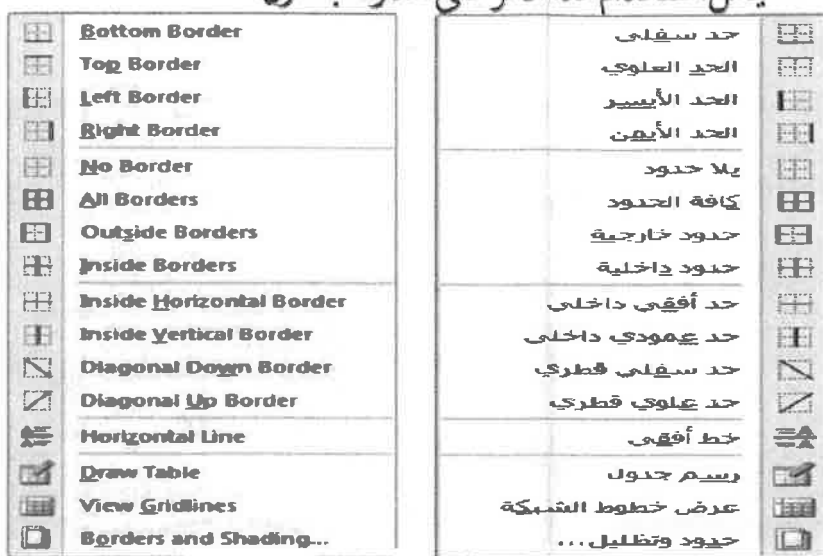 Bottom Border
Top Border
Left Border
Right Border
No Border
All Borders
Outside Borders
Inside Borders
Inside Horizontal Border
Inside Vertical Border
Diagonal Down Border
Diagonal Up Border
Horizontal Line
Draw Table
View Gridlines
Borders and Shading...
حد سفلي
الحد العلوي
الحد الأيسر
الحد الأيمن
بلا حدود
كافة الحدود
حدود خارجية
حدود داخلية
حد أفقي داخلي
حد عمودي داخلي
حد سفلي قطري
حد علوي قطري
خط أفقي
رسم جدول
عرض خطوط الشبكة
حدود وتظليل...